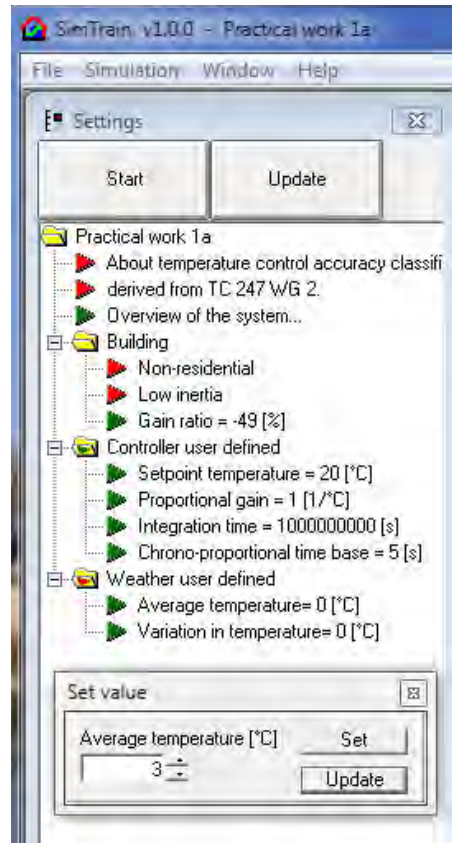 SimTrain v1.0.0 - Practical work 1a
File Simulation Window Help
Settings
Start Update
Practical work 1a
About temperature control accuracy classifi
derived from TC 247 WG 2.
Overview of the system...
Building
Non-residential
Low inertia
Gain ratio = -49 [%]
Controller user defined
Setpoint temperature = 20 [°C]
Proportional gain = 1 [1/°C]
Integration time = 1000000000 [s]
Chrono-proportional time base = 5 [s]
Weather user defined
Average temperature= 0 [°C]
Variation in temperature= 0 [°C]
Set value
Average temperature [°C] Set
3 Update